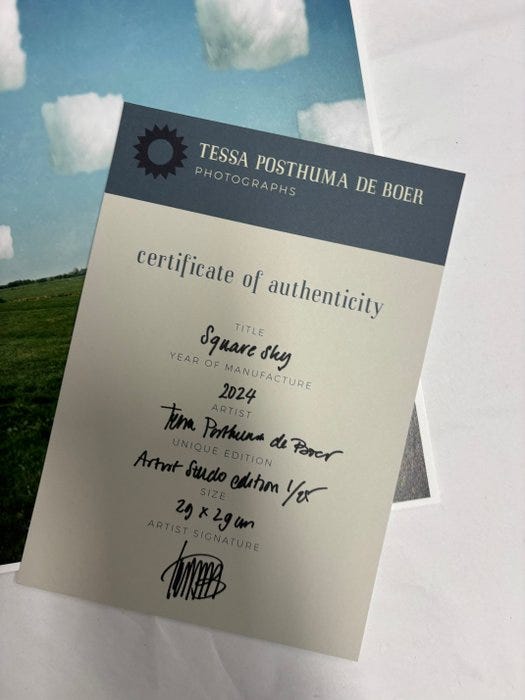 TESSA POSTHUMA DE BOER
PHOTOGRAPHS
certificate of authenticity
TITLE
Square sky
YEAR OF MANUFACTURE
2024
ARTIST
Tessa Posthuma de Boer
UNIQUE EDITION
Artist Studio edition 1/25
SIZE
29 x 29 cm
ARTIST SIGNATURE